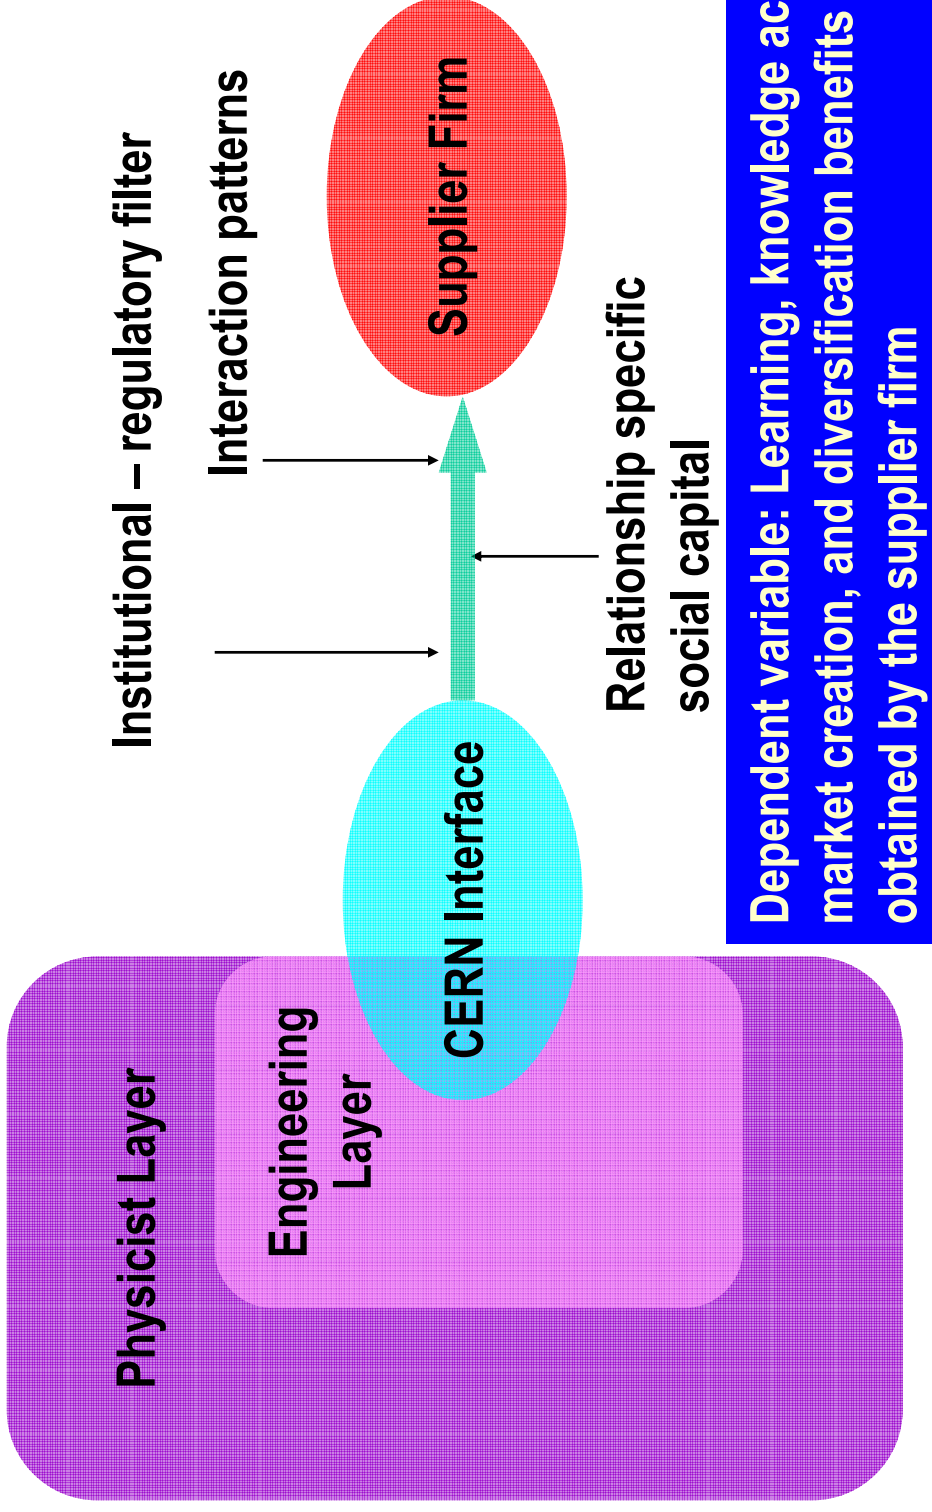 Institutional – regulatory filter
Interaction patterns
Physicist Layer
Engineering
Layer
CERN Interface
Supplier Firm
Relationship specific
social capital
Dependent variable: Learning, knowledge
market creation, and diversification benefits
obtained by the supplier firm